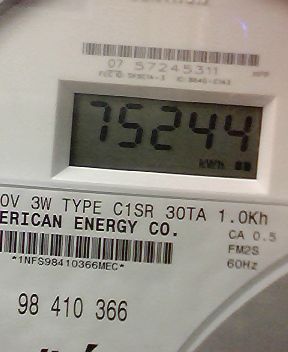 07 57245311
75244
kWh
0V 3W TYPE C1SR 30TA 1.0Kh
ERICAN ENERGY CO.
CA 0.5
FM2S
*1NFS98410366MEC*
60Hz
98 410 366